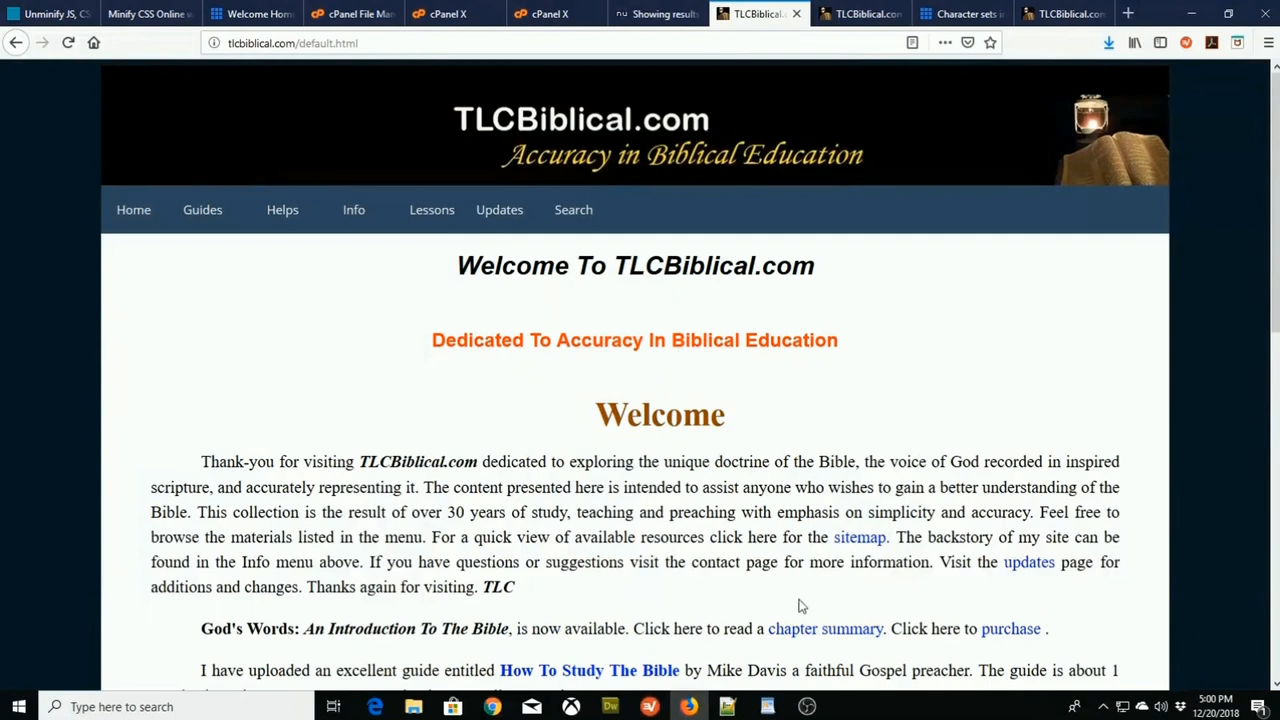 Unminify JS, CS
Minify CSS Online
Welcome Hom
cPanel File Ma
cPanel X
cPanel X
Showing results
TLCBiblical.
TLCBiblical.com
Character sets i
TLCBiblical.com
tlcbiblical.com/default.html
TLCBiblical.com
Accuracy in Biblical Education
Home Guides Helps Info Lessons Updates Search
Welcome To TLCBiblical.com
Dedicated To Accuracy In Biblical Education
Welcome
Thank-you for visiting TLCBiblical.com dedicated to exploring the unique doctrine of the Bible, the voice of God recorded in inspired
scripture, and accurately representing it. The content presented here is intended to assist anyone who wishes to gain a better understanding of the
Bible. This collection is the result of over 30 years of study, teaching and preaching with emphasis on simplicity and accuracy. Feel free to
browse the materials listed in the menu. For a quick view of available resources click here for the sitemap. The backstory of my site can be
found in the Info menu above. If you have questions or suggestions visit the contact page for more information. Visit the updates page for
additions and changes. Thanks again for visiting. TLC
God's Words: An Introduction To The Bible, is now available. Click here to read a chapter summary. Click here to purchase .
I have uploaded an excellent guide entitled How To Study The Bible by Mike Davis a faithful Gospel preacher. The guide is about 1
Type here to search
5:00 PM
12/20/2018